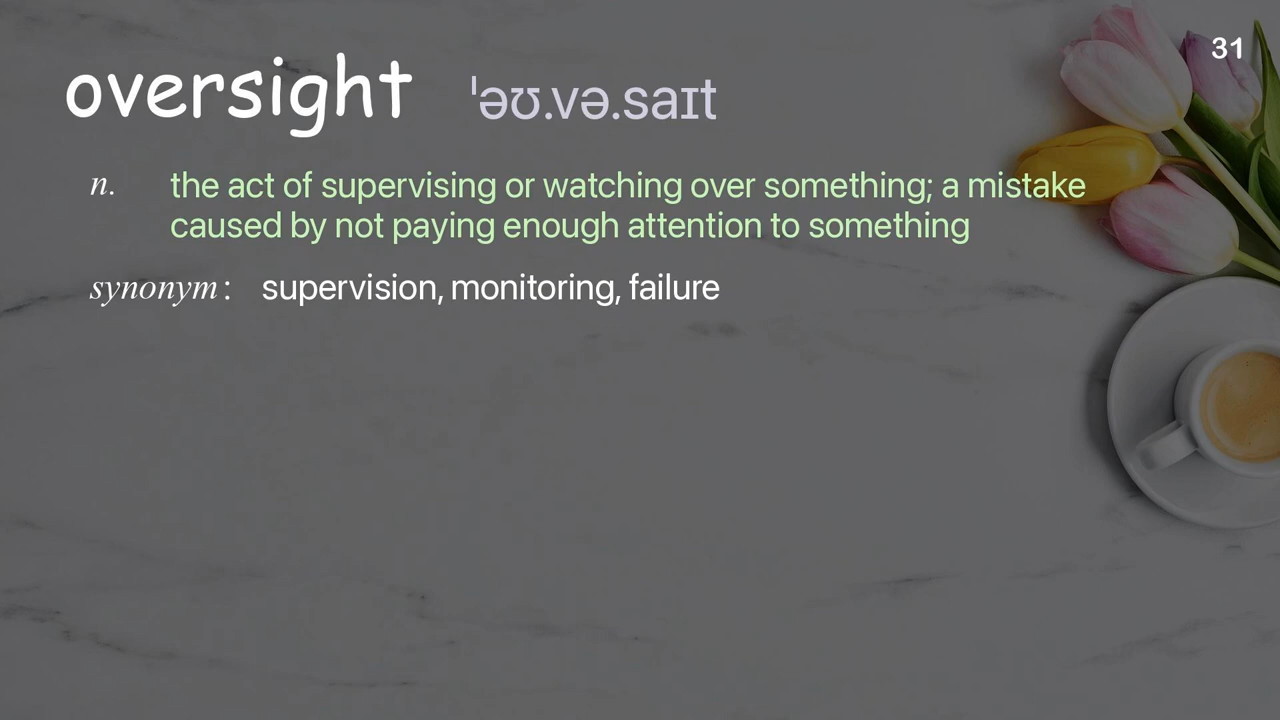 31
oversight ˈəʊ.və.saɪt
n. the act of supervising or watching over something; a mistake
caused by not paying enough attention to something
synonym: supervision, monitoring, failure